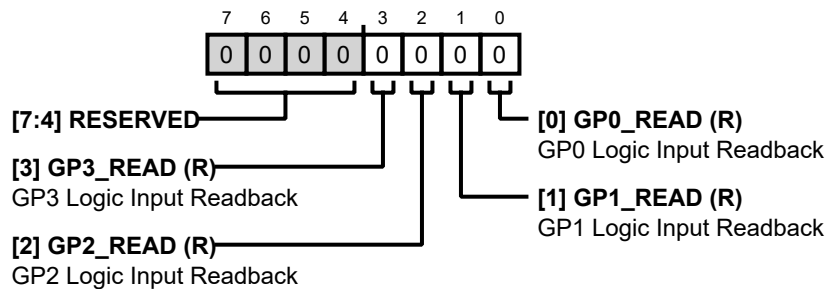 7 6 5 4 3 2 1 0
0 0 0 0 0 0 0 0
[7:4] RESERVED
[3] GP3_READ (R)
GP3 Logic Input Readback
[2] GP2_READ (R)
GP2 Logic Input Readback
[0] GP0_READ (R)
GP0 Logic Input Readback
[1] GP1_READ (R)
GP1 Logic Input Readback